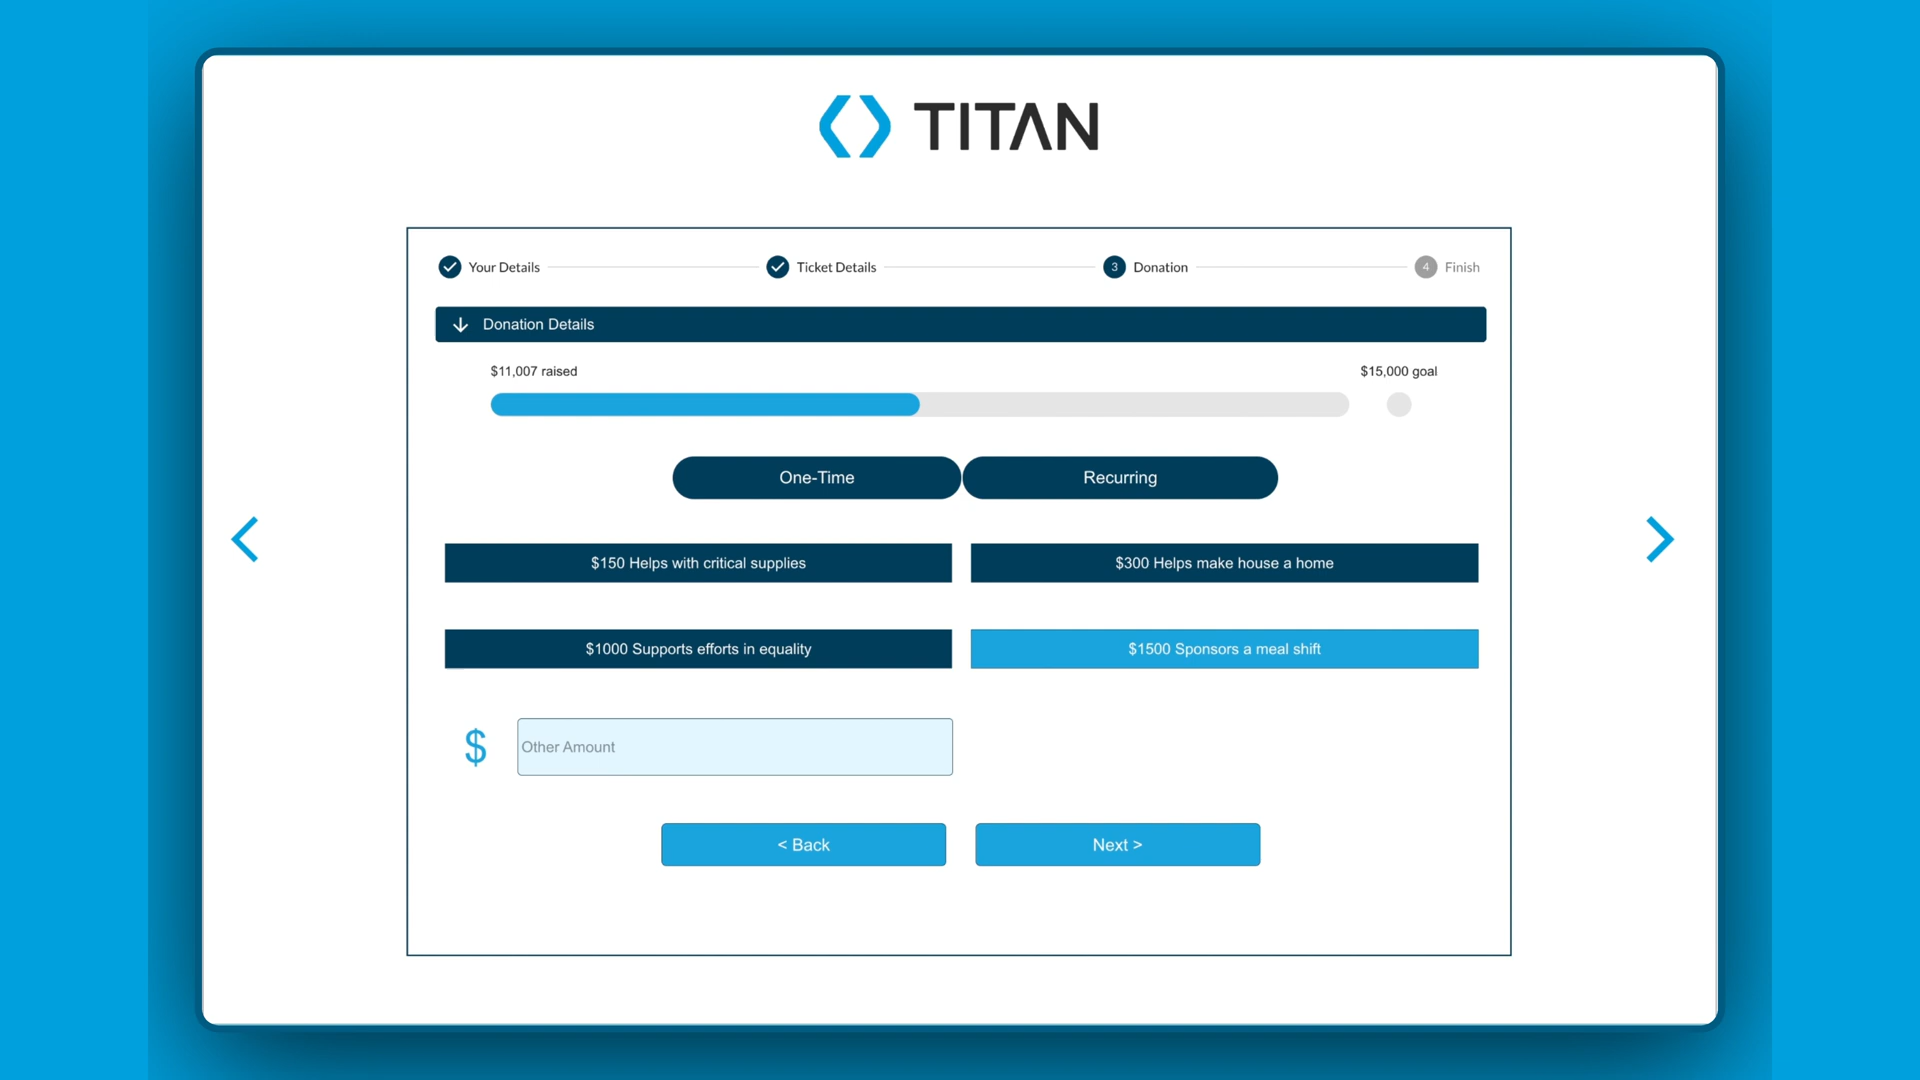 TITAN
Your Details
Ticket Details
3 Donation
4 Finish
Donation Details
$11,007 raised
$15,000 goal
One-Time
Recurring
$150 Helps with critical supplies
$300 Helps make house a home
$1000 Supports efforts in equality
$1500 Sponsors a meal shift
$ Other Amount
< Back
Next >